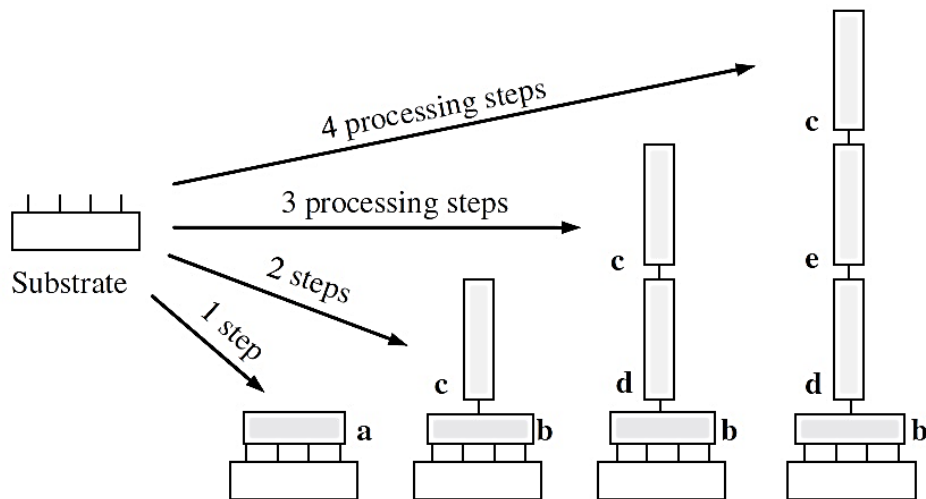 4 processing steps
c
3 processing steps
c
e
Substrate
2 steps
1 step
c
d
d
a
b
b
b